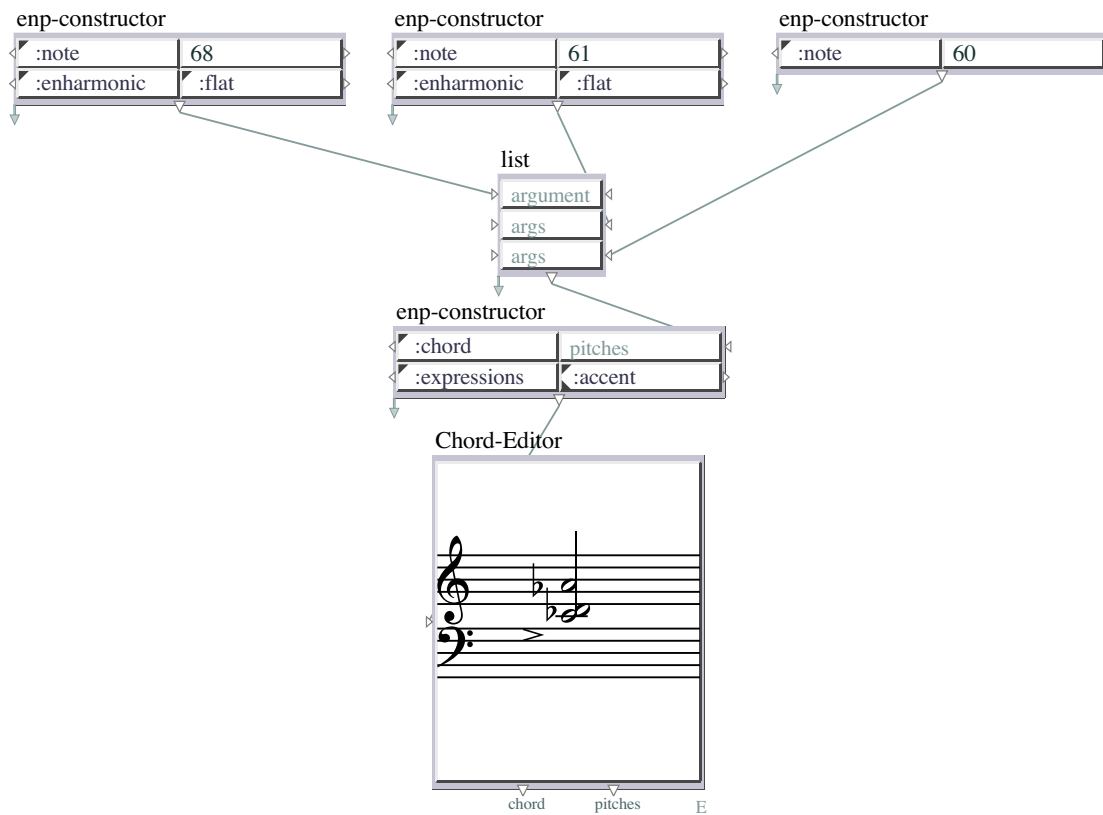 enp-constructor enp-constructor enp-constructor
:note 68 :note 61 :note 60
:enharmonic :flat :enharmonic :flat
list
argument
args
args
enp-constructor
:chord pitches
:expressions :accent
Chord-Editor
chord pitches E